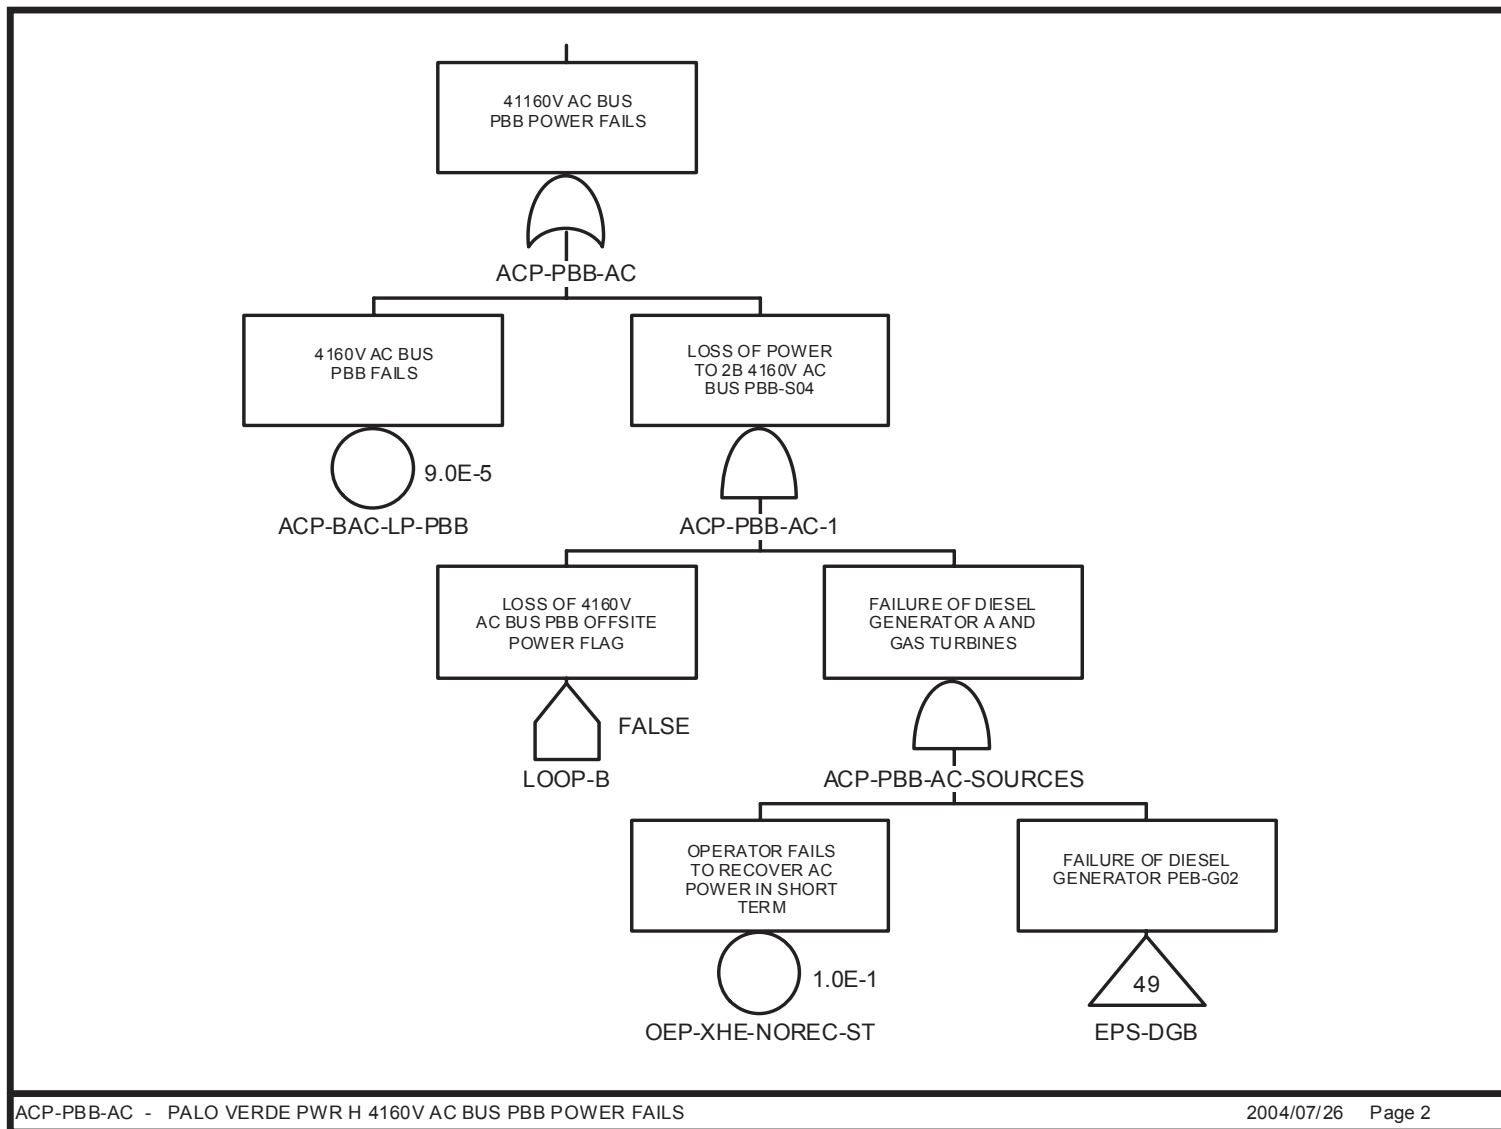 41160V AC BUS
PBB POWER FAILS
ACP-PBB-AC
4160V AC BUS
PBB FAILS
9.0E-5
ACP-BAC-LP-PBB
LOSS OF POWER
TO 2B 4160V AC
BUS PBB-S04
ACP-PBB-AC-1
LOSS OF 4160V
AC BUS PBB OFFSITE
POWER FLAG
FALSE
LOOP-B
FAILURE OF DIESEL
GENERATOR A AND
GAS TURBINES
ACP-PBB-AC-SOURCES
OPERATOR FAILS
TO RECOVER AC
POWER IN SHORT
TERM
1.0E-1
OEP-XHE-NOREC-ST
FAILURE OF DIESEL
GENERATOR PEB-G02
49
EPS-DGB
ACP-PBB-AC - PALO VERDE PWR H 4160V AC BUS PBB POWER FAILS
2004/07/26 Page 2